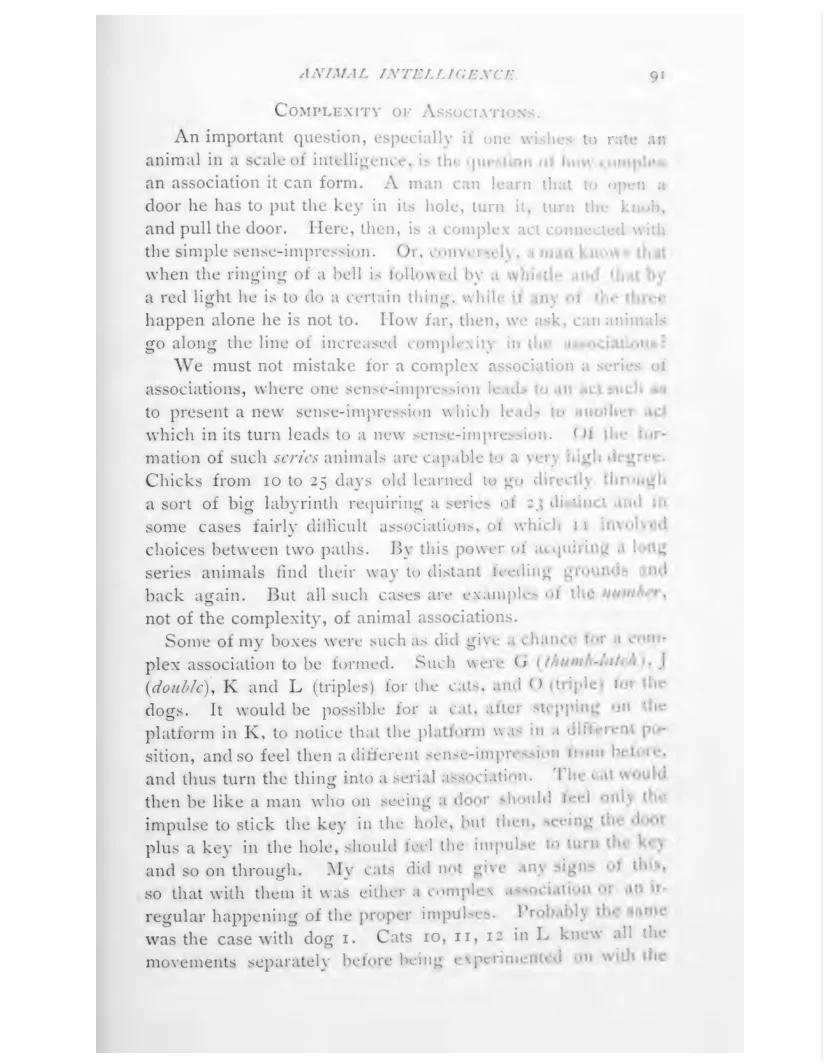 ANIMAL INTELLIGENCE. 91
COMPLEXITY OF ASSOCIATIONS.
An important question, especially if one wishes to rate an
animal in a scale of intelligence, is the question of how complex
an association it can form. A man can learn that to open a
door he has to put the key in its hole, turn it, turn the knob,
and pull the door. Here, then, is a complex act connected with
the simple sense-impression. Or, conversely, a man knows that
when the ringing of a bell is followed by a whistle and that by
a red light he is to do a certain thing, while if any of the three
happen alone he is not to. How far, then, we ask, can animals
go along the line of increased complexity in the associations?
We must not mistake for a complex association a series of
associations, where one sense-impression leads to an act such as
to present a new sense-impression which leads to another act
which in its turn leads to a new sense-impression. Of the for-
mation of such series animals are capable to a very high degree.
Chicks from 10 to 25 days old learned to go directly through
a sort of big labyrinth requiring a series of 23 distinct and in
some cases fairly difficult associations, of which 11 involved
choices between two paths. By this power of acquiring a long
series animals find their way to distant feeding grounds and
back again. But all such cases are examples of the number,
not of the complexity, of animal associations.
Some of my boxes were such as did give a chance for a com-
plex association to be formed. Such were G (thumb-latch), J
(double), K and L (triples) for the cats, and O (triple) for the
dogs. It would be possible for a cat, after stepping on the
platform in K, to notice that the platform was in a different po-
sition, and so feel then a different sense-impression from before,
and thus turn the thing into a serial association. The cat would
then be like a man who on seeing a door should feel only the
impulse to stick the key in the hole, but then, seeing the door
plus a key in the hole, should feel the impulse to turn the key
and so on through. My cats did not give any signs of this,
so that with them it was either a complex association or an ir-
regular happening of the proper impulses. Probably the same
was the case with dog 1. Cats 10, 11, 12 in L knew all the
movements separately before being experimented on with the